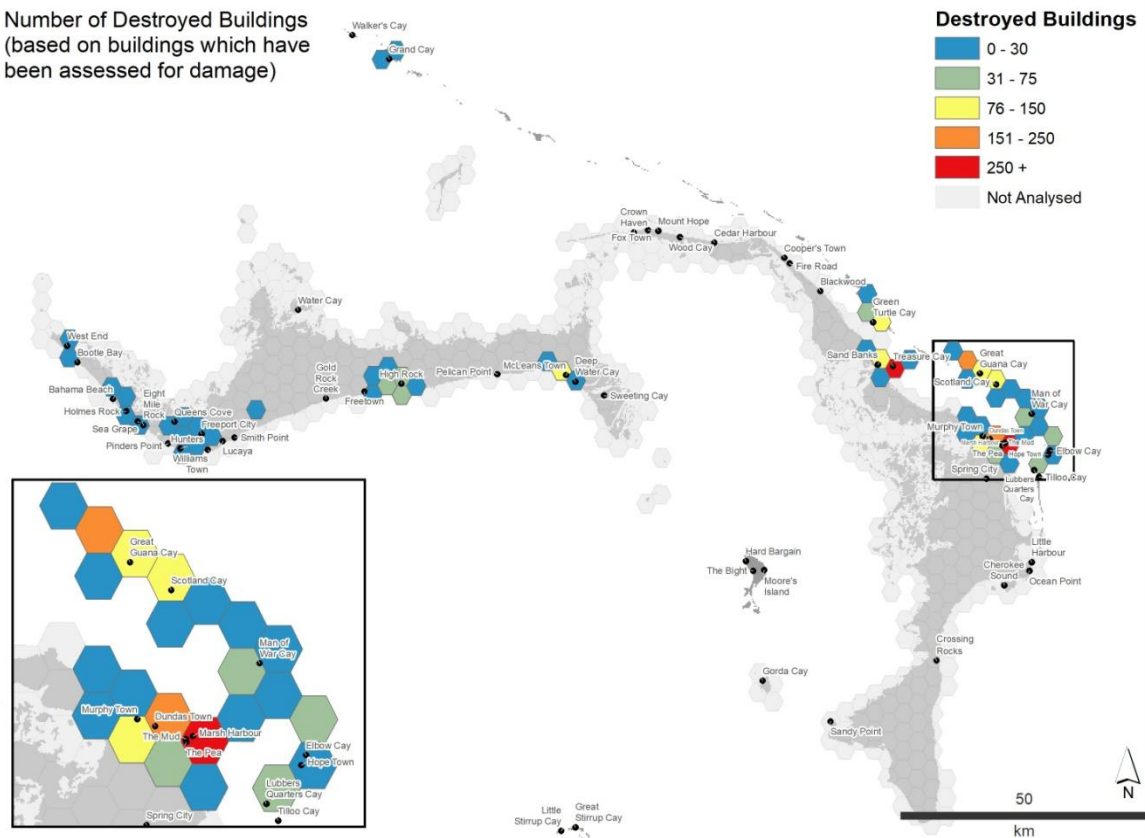 Number of Destroyed Buildings
(based on buildings which have
been assessed for damage)
Destroyed Buildings
0 - 30
31 - 75
76 - 150
151 - 250
250 +
Not Analysed
Walker's Cay
Grand Cay
Crown
Haven
Mount Hope
Fox Town
Wood Cay
Cedar Harbour
Cooper's Town
Fire Road
Blackwood
Green
Turtle Cay
Sand Banks
Treasure Cay
Great
Guana Cay
Scotland Cay
Man of
War Cay
Murphy Town
Dundas Town
Marsh Harbour
The Mud
The Pea
Hope Town
Elbow Cay
Spring City
Lubbers
Quarters
Cay
Tilloo Cay
Water Cay
West End
Bootle Bay
Bahama Beach
Eight
Mile
Rock
Holmes Rock
Queens Cove
Sea Grape
Freeport City
Pinders Point
Hunters
Smith Point
Lucaya
Williams
Town
Gold
Rock
Creek
Freetown
High Rock
Pelican Point
McLeans Town
Deep
Water Cay
Sweeting Cay
Little
Harbour
Cherokee
Sound
Ocean Point
Hard Bargain
The Bight
Moore's
Island
Crossing
Rocks
Gorda Cay
Sandy Point
Little
Stirrup Cay
Great
Stirrup Cay
N
50
km
Great
Guana Cay
Scotland Cay
Man of
War Cay
Murphy Town
Dundas Town
The Mud
Marsh Harbour
The Pea
Elbow Cay
Hope Town
Lubbers
Quarters Cay
Tilloo Cay
Spring City